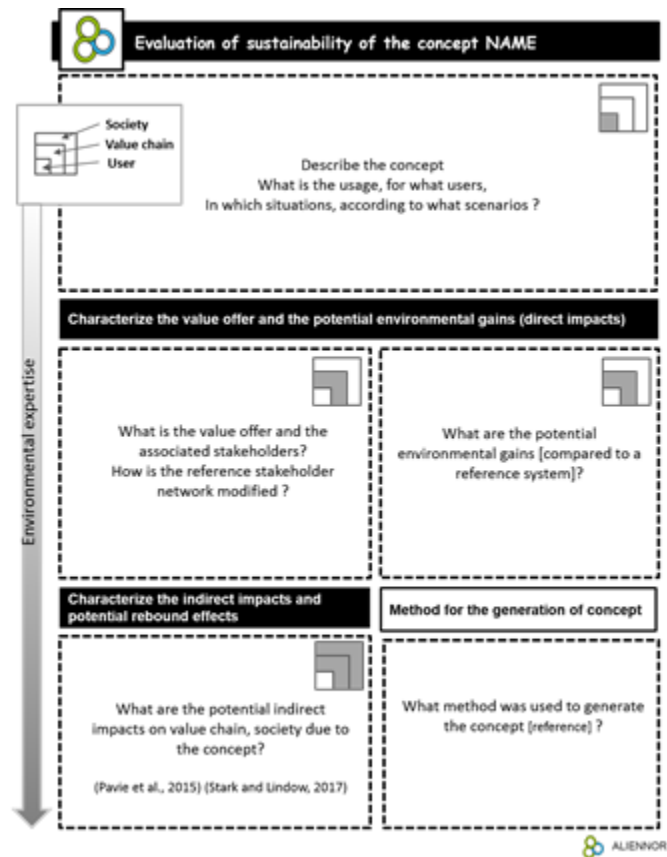 Evaluation of sustainability of the concept NAME
Society
Value chain
User
Describe the concept
What is the usage, for what users,
In which situations, according to what scenarios ?
Environmental expertise
Characterize the value offer and the potential environmental gains (direct impacts)
What is the value offer and the
associated stakeholders?
How is the reference stakeholder
network modified ?
What are the potential
environmental gains [compared to a
reference system]?
Characterize the indirect impacts and
potential rebound effects
Method for the generation of concept
What are the potential indirect
impacts on value chain, society due to
the concept?
(Pavie et al., 2015) (Stark and Lindow, 2017)
What method was used to generate
the concept [reference] ?
ALIENNOR